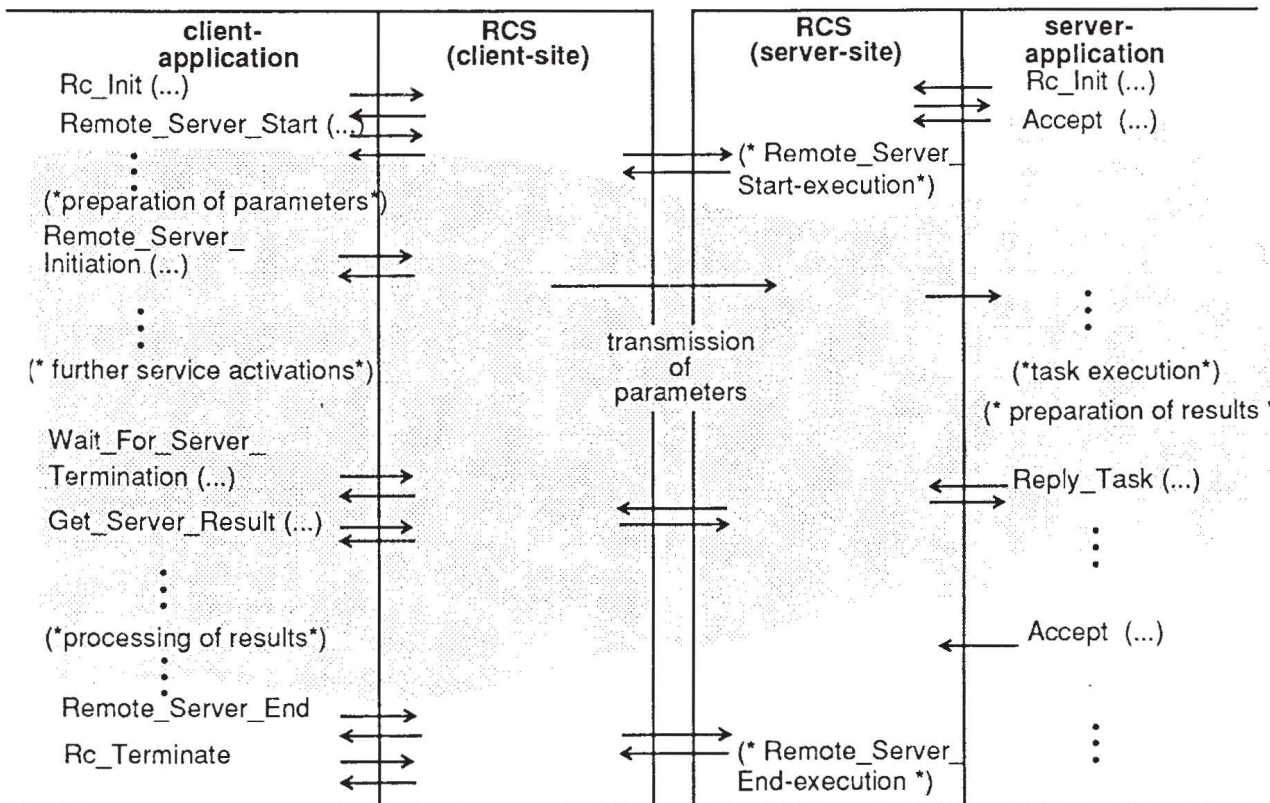 client-
application
RCS
(client-site)
RCS
(server-site)
server-
application
Rc_Init (...)
Rc_Init (...)
Remote_Server_Start (...)
Accept (...)
(* Remote_Server_
Start-execution*)
(*preparation of parameters*)
Remote_Server_
Initiation (...)
transmission
of
parameters
(* further service activations*)
(*task execution*)
(* preparation of results *
Wait_For_Server_
Termination (...)
Reply_Task (...)
Get_Server_Result (...)
(*processing of results*)
Accept (...)
Remote_Server_End
Rc_Terminate
(* Remote_Server_
End-execution *)